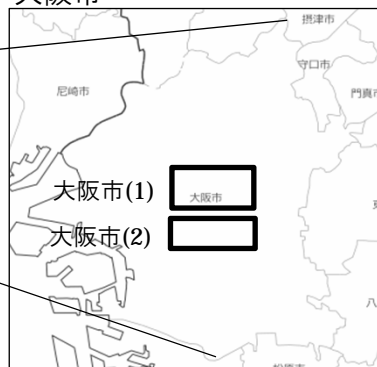 大阪市
摂津市
守口市
門真市
尼崎市
大阪市(1)
大阪市
大阪市(2)
八